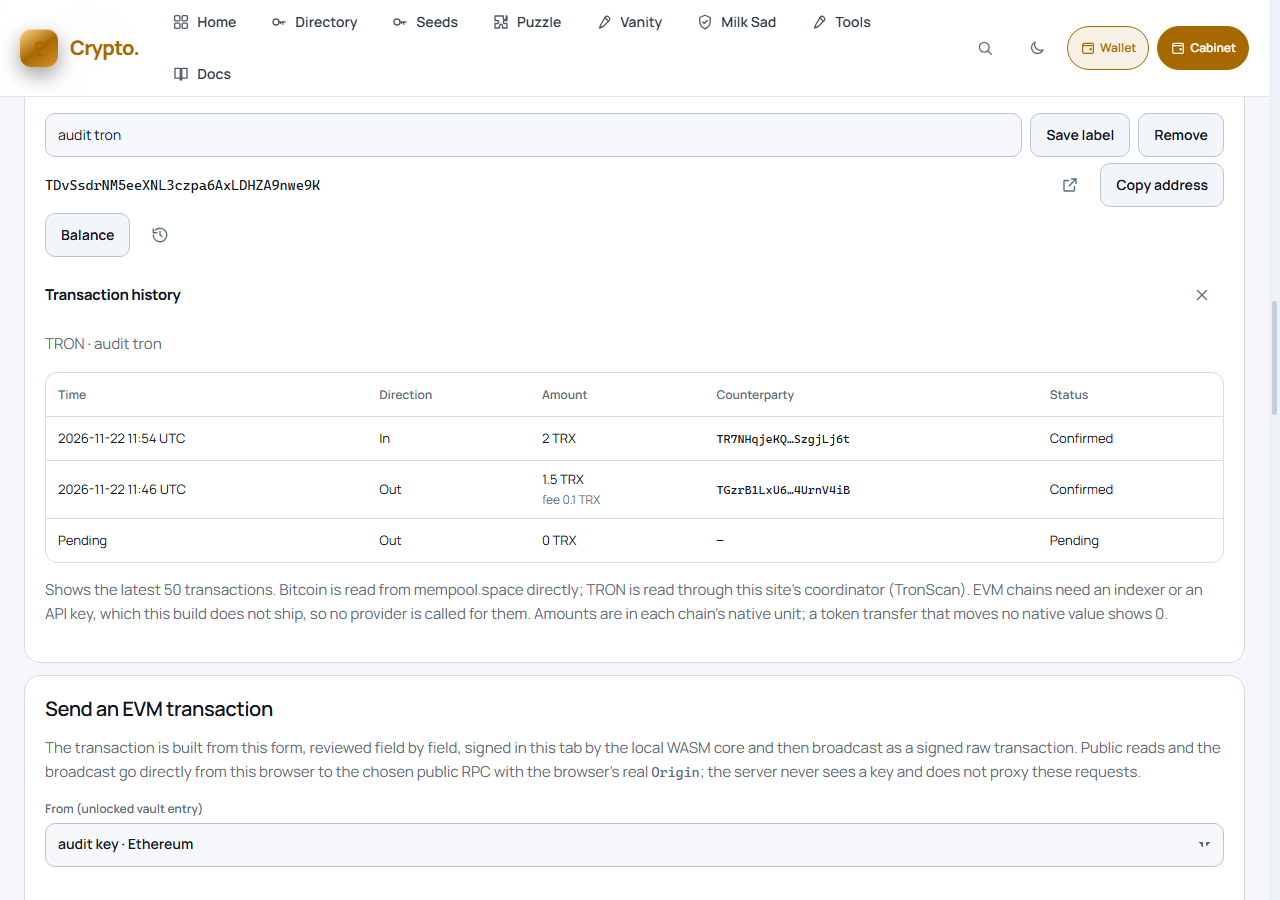 Crypto.
Home
Directory
Seeds
Puzzle
Vanity
Milk Sad
Tools
Docs
Wallet
Cabinet
audit tron
Save label
Remove
TDvSsdrNM5eeXNL3czpa6AxLDHZA9nwe9K
Copy address
Balance
Transaction history
TRON · audit tron
Time Direction Amount Counterparty Status
2026-11-22 11:54 UTC In 2 TRX TR7NHqjeKQ…SzgjLj6t Confirmed
2026-11-22 11:46 UTC Out 1.5 TRX TGzrB1LxU6…4UrnV4iB Confirmed
fee 0.1 TRX
Pending Out 0 TRX – Pending
Shows the latest 50 transactions. Bitcoin is read from mempool.space directly; TRON is read through this site's coordinator (TronScan). EVM chains need an indexer or an
API key, which this build does not ship, so no provider is called for them. Amounts are in each chain's native unit; a token transfer that moves no native value shows 0.
Send an EVM transaction
The transaction is built from this form, reviewed field by field, signed in this tab by the local WASM core and then broadcast as a signed raw transaction. Public reads and the
broadcast go directly from this browser to the chosen public RPC with the browser's real Origin; the server never sees a key and does not proxy these requests.
From (unlocked vault entry)
audit key · Ethereum